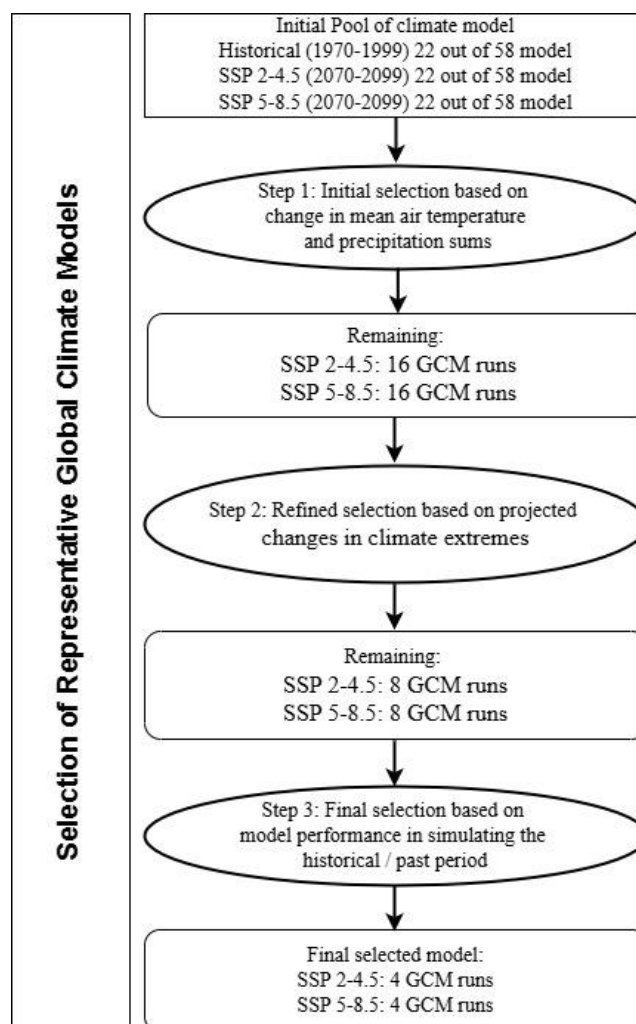 Selection of Representative Global Climate Models
Initial Pool of climate model
Historical (1970-1999) 22 out of 58 model
SSP 2-4.5 (2070-2099) 22 out of 58 model
SSP 5-8.5 (2070-2099) 22 out of 58 model
Step 1: Initial selection based on
change in mean air temperature
and precipitation sums
Remaining:
SSP 2-4.5: 16 GCM runs
SSP 5-8.5: 16 GCM runs
Step 2: Refined selection based on projected
changes in climate extremes
Remaining:
SSP 2-4.5: 8 GCM runs
SSP 5-8.5: 8 GCM runs
Step 3: Final selection based on
model performance in simulating the
historical / past period
Final selected model:
SSP 2-4.5: 4 GCM runs
SSP 5-8.5: 4 GCM runs